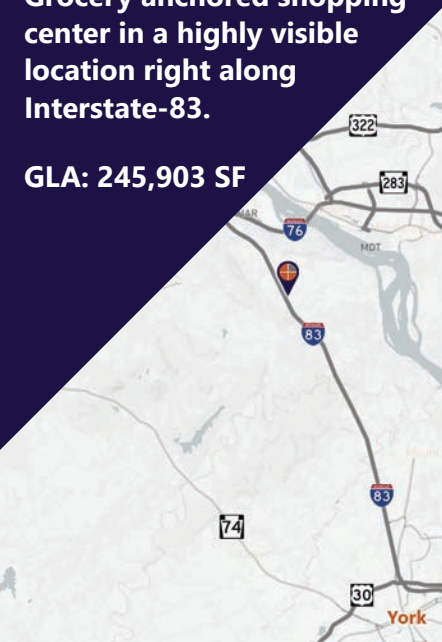 Grocery anchored shopping
center in a highly visible
location right along
Interstate-83.
GLA: 245,903 SF
322
283
76
MDT
83
83
74
30
York